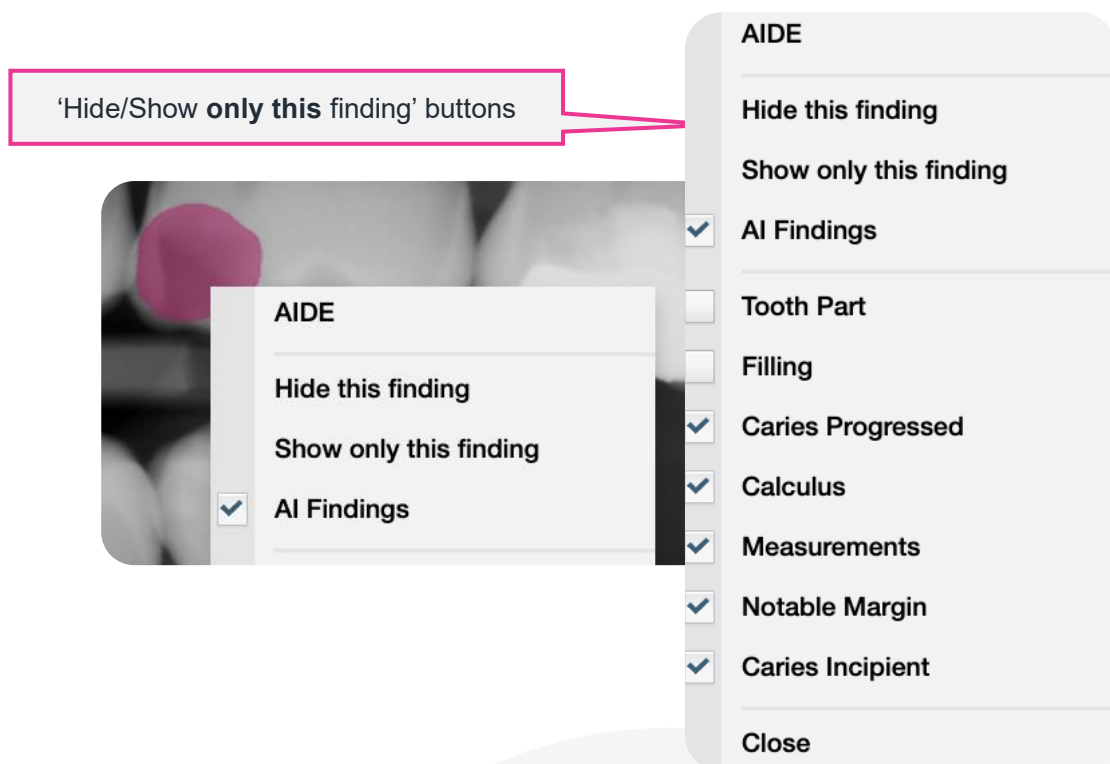 ‘Hide/Show only this finding’ buttons
AIDE
Hide this finding
Show only this finding
AI Findings
AIDE
Hide this finding
Show only this finding
AI Findings
Tooth Part
Filling
Caries Progressed
Calculus
Measurements
Notable Margin
Caries Incipient
Close